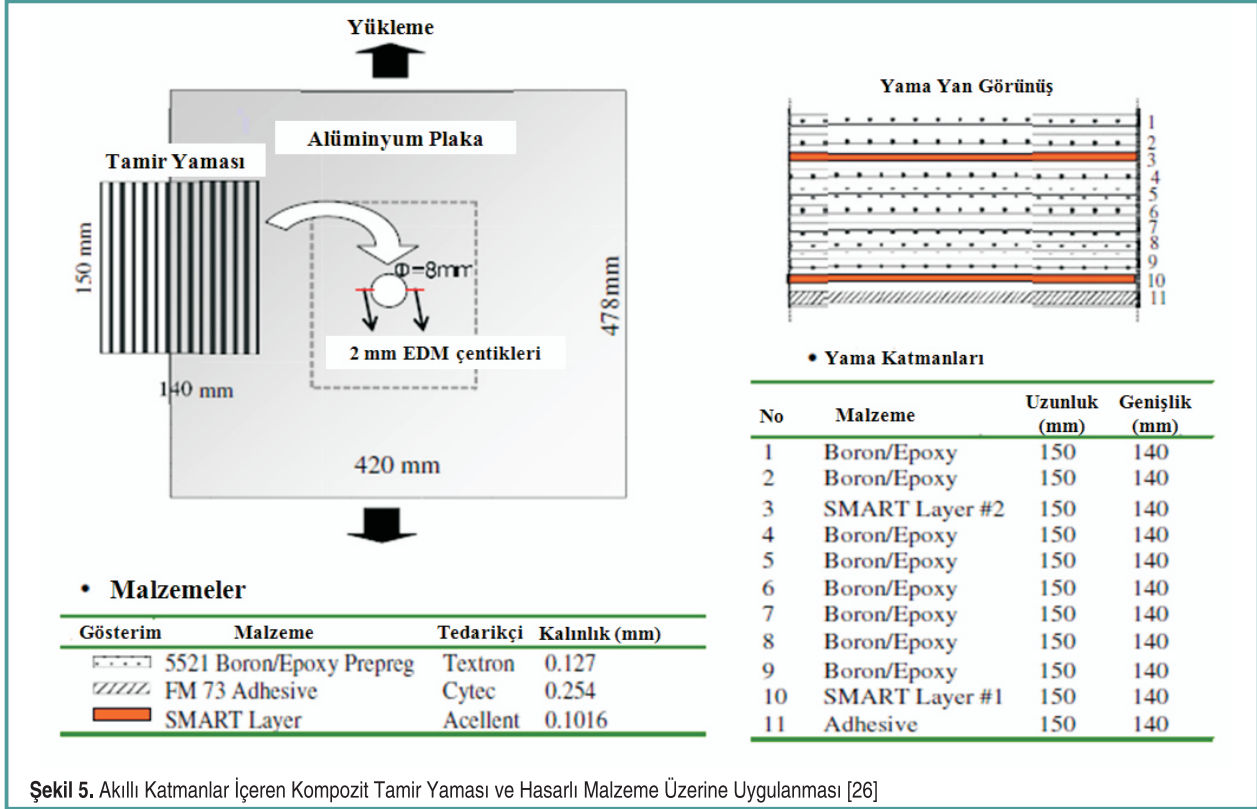 Yükleme
Alüminyum Plaka
Tamir Yaması
150 mm
140 mm
Φ=8mm
2 mm EDM çentikleri
478mm
420 mm
• Malzemeler
Gösterim Malzeme Tedarikçi Kalınlık (mm)
5521 Boron/Epoxy Prepreg Textron 0.127
FM 73 Adhesive Cytec 0.254
SMART Layer Acellent 0.1016
Yama Yan Görünüş
1
2
3
4
5
6
7
8
9
10
11
• Yama Katmanları
No Malzeme Uzunluk (mm) Genişlik (mm)
1 Boron/Epoxy 150 140
2 Boron/Epoxy 150 140
3 SMART Layer #2 150 140
4 Boron/Epoxy 150 140
5 Boron/Epoxy 150 140
6 Boron/Epoxy 150 140
7 Boron/Epoxy 150 140
8 Boron/Epoxy 150 140
9 Boron/Epoxy 150 140
10 SMART Layer #1 150 140
11 Adhesive 150 140
Şekil 5. Akıllı Katmanlar İçeren Kompozit Tamir Yaması ve Hasarlı Malzeme Üzerine Uygulanması [26]